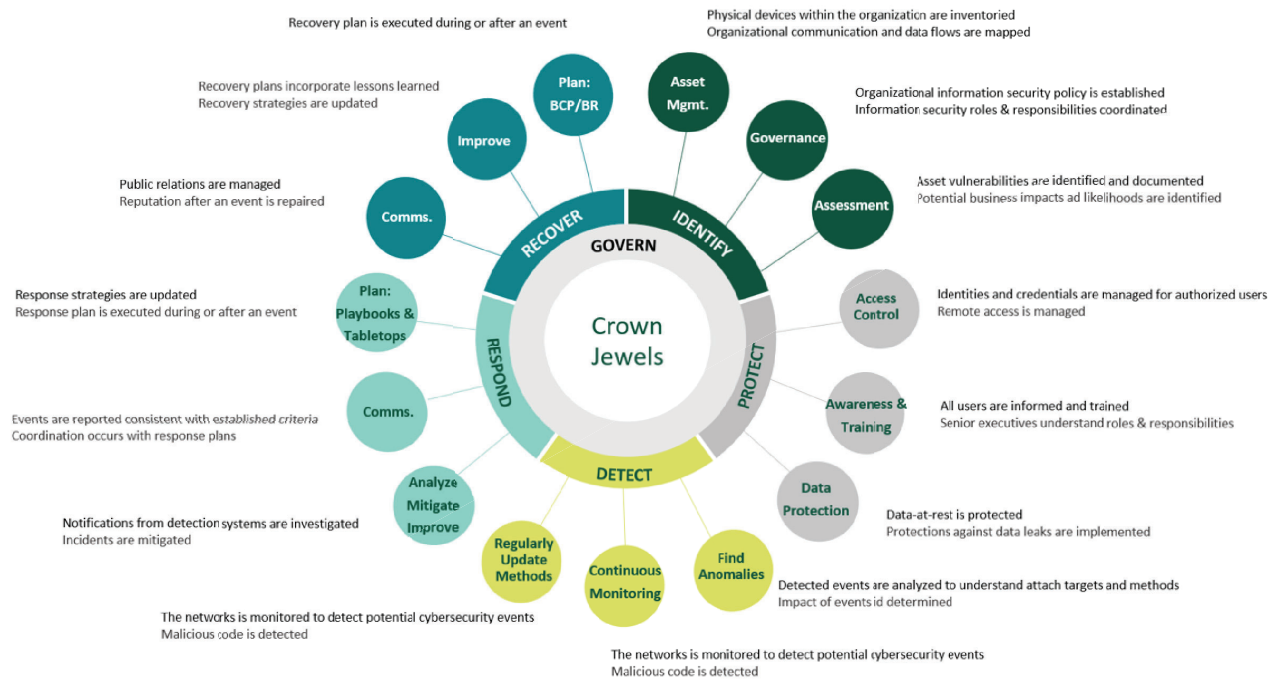 Recovery plan is executed during or after an event
Physical devices within the organization are inventoried
Organizational communication and data flows are mapped
Plan:
BCP/BR
Asset
Mgmt.
Recovery plans incorporate lessons learned
Recovery strategies are updated
Improve
Governance
Organizational information security policy is established
Information security roles & responsibilities coordinated
Public relations are managed
Reputation after an event is repaired
Comms.
Assessment
Asset vulnerabilities are identified and documented
Potential business impacts ad likelihoods are identified
RECOVER
IDENTIFY
GOVERN
Crown
Jewels
Response strategies are updated
Response plan is executed during or after an event
Plan:
Playbooks &
Tabletops
RESPOND
PROTECT
Access
Control
Identities and credentials are managed for authorized users
Remote access is managed
Events are reported consistent with established criteria
Coordination occurs with response plans
Comms.
Awareness &
Training
All users are informed and trained
Senior executives understand roles & responsibilities
DETECT
Notifications from detection systems are investigated
Incidents are mitigated
Analyze
Mitigate
Improve
Data
Protection
Data-at-rest is protected
Protections against data leaks are implemented
Regularly
Update
Methods
Continuous
Monitoring
Find
Anomalies
Detected events are analyzed to understand attach targets and methods
Impact of events id determined
The networks is monitored to detect potential cybersecurity events
Malicious code is detected
The networks is monitored to detect potential cybersecurity events
Malicious code is detected